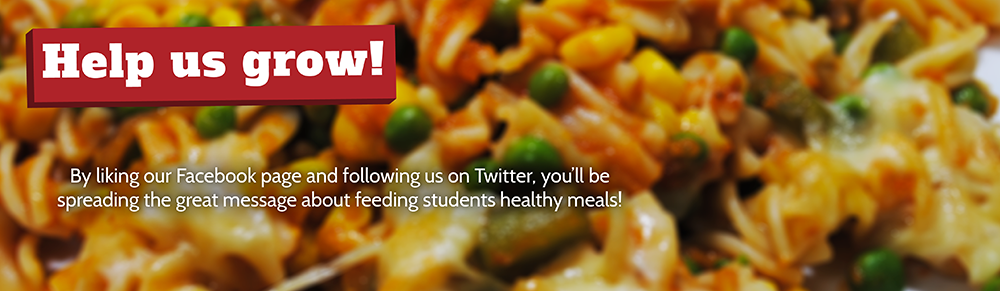 Help us grow!
By liking our Facebook page and following us on Twitter, you'll be
spreading the great message about feeding students healthy meals!